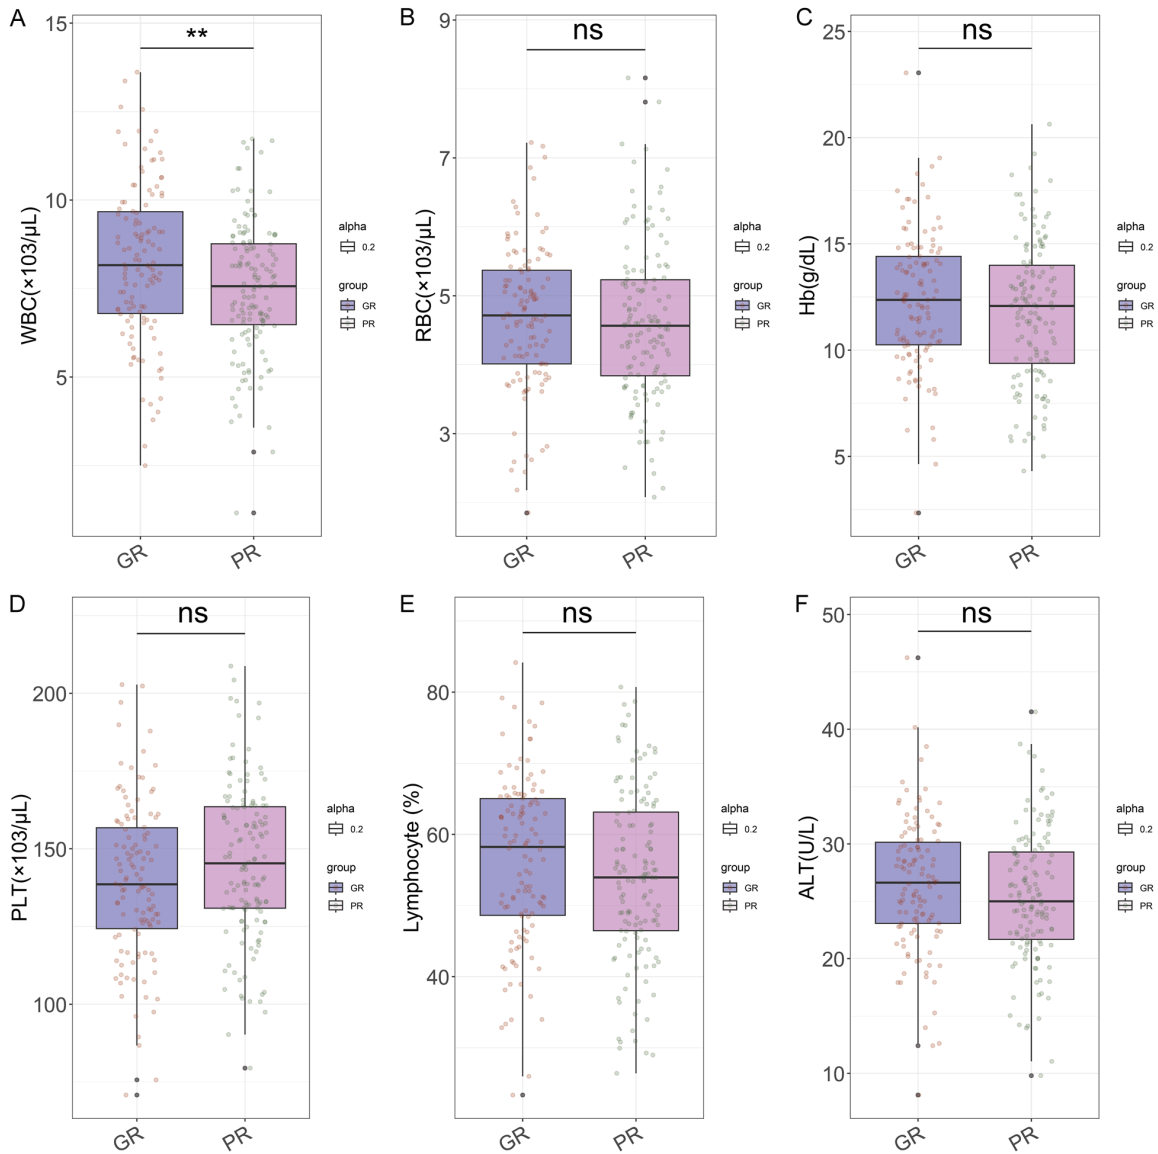 A
**
15
10
5
WBC(×103/µL)
GR
PR
alpha
0.2
group
GR
PR
B
ns
9
7
5
3
RBC(×103/µL)
GR
PR
alpha
0.2
group
GR
PR
C
ns
25
20
15
10
5
Hb(g/dL)
GR
PR
alpha
0.2
group
GR
PR
D
ns
200
150
100
PLT(×103/µL)
GR
PR
alpha
0.2
group
GR
PR
E
ns
80
60
40
Lymphocyte (%)
GR
PR
alpha
0.2
group
GR
PR
F
ns
50
40
30
20
10
ALT(U/L)
GR
PR
alpha
0.2
group
GR
PR